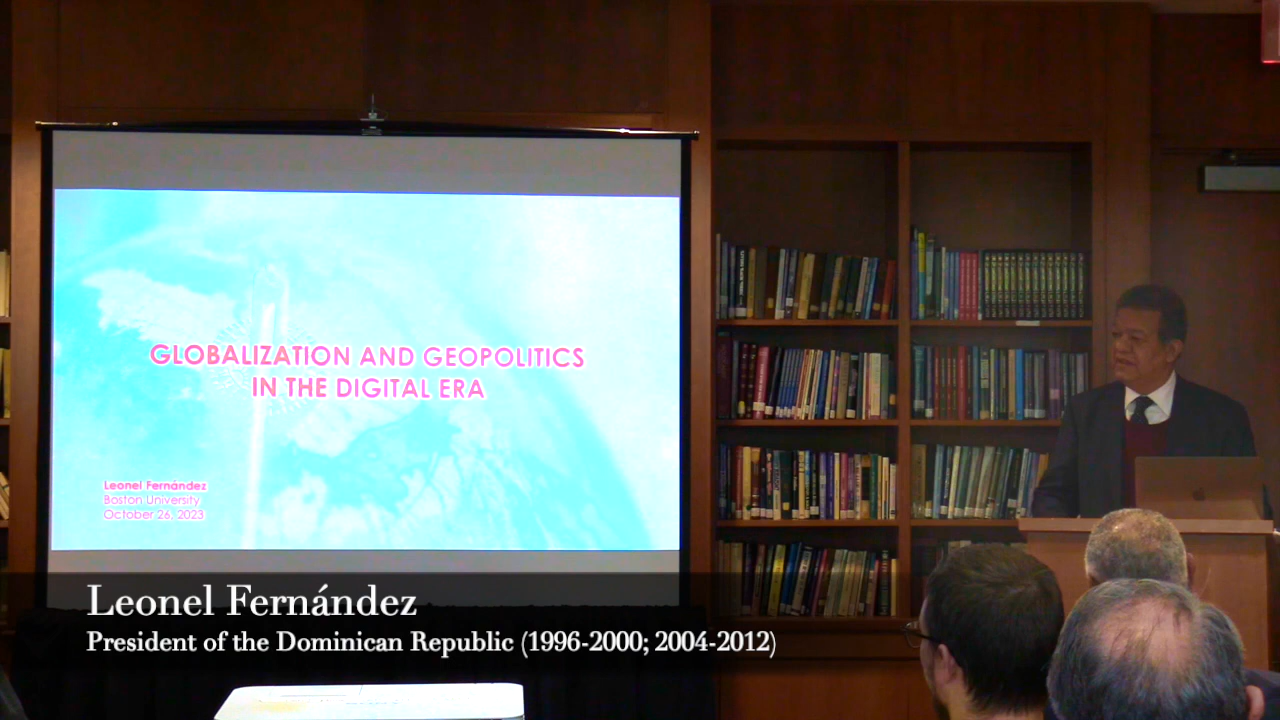 GLOBALIZATION AND GEOPOLITICS
IN THE DIGITAL ERA
Leonel Fernández
Boston University
October 26, 2023
Leonel Fernández
President of the Dominican Republic (1996-2000; 2004-2012)